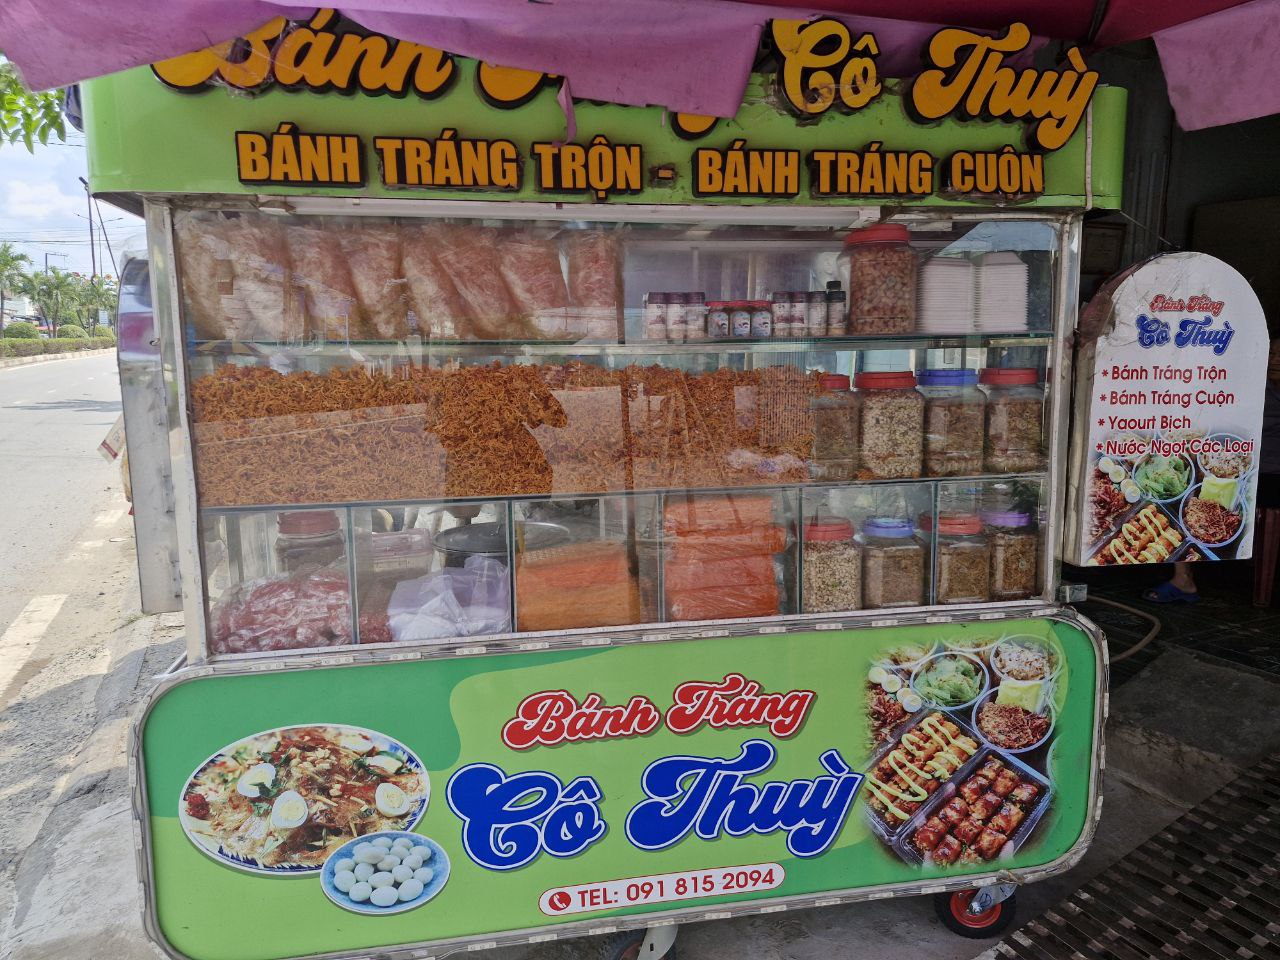 Bánh
Cô Thuỳ
BÁNH TRÁNG TRỘN - BÁNH TRÁNG CUỘN
Bánh Tráng
Cô Thuỳ
* Bánh Tráng Trộn
* Bánh Tráng Cuộn
* Yaourt Bịch
* Nước Ngọt Các Loại
Bánh Tráng
Cô Thuỳ
TEL: 091 815 2094